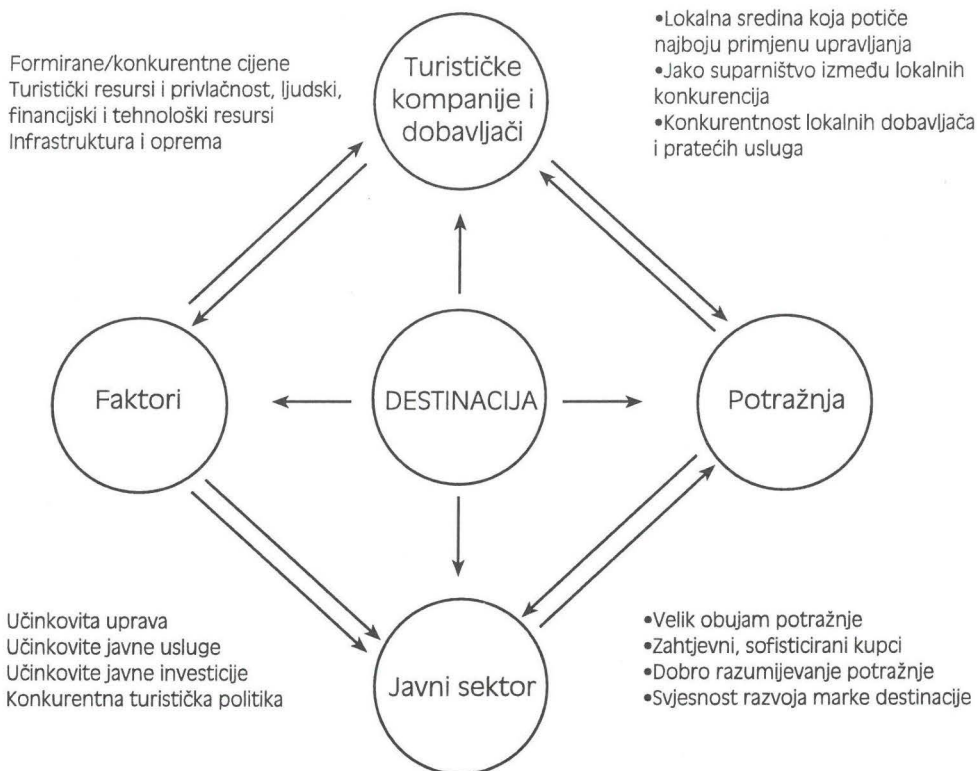 Formirane/konkurentne cijene
Turistički resursi i privlačnost, ljudski,
financijski i tehnološki resursi
Infrastruktura i oprema
Turističke
kompanije i
dobavljači
•Lokalna sredina koja potiče
najboju primjenu upravljanja
•Jako suparništvo između lokalnih
konkurencija
•Konkurentnost lokalnih dobavljača
i pratećih usluga
Faktori
DESTINACIJA
Potražnja
Učinkovita uprava
Učinkovite javne usluge
Učinkovite javne investicije
Konkurentna turistička politika
Javni sektor
•Velik obujam potražnje
•Zahtjevni, sofisticirani kupci
•Dobro razumijevanje potražnje
•Svjesnost razvoja marke destinacije